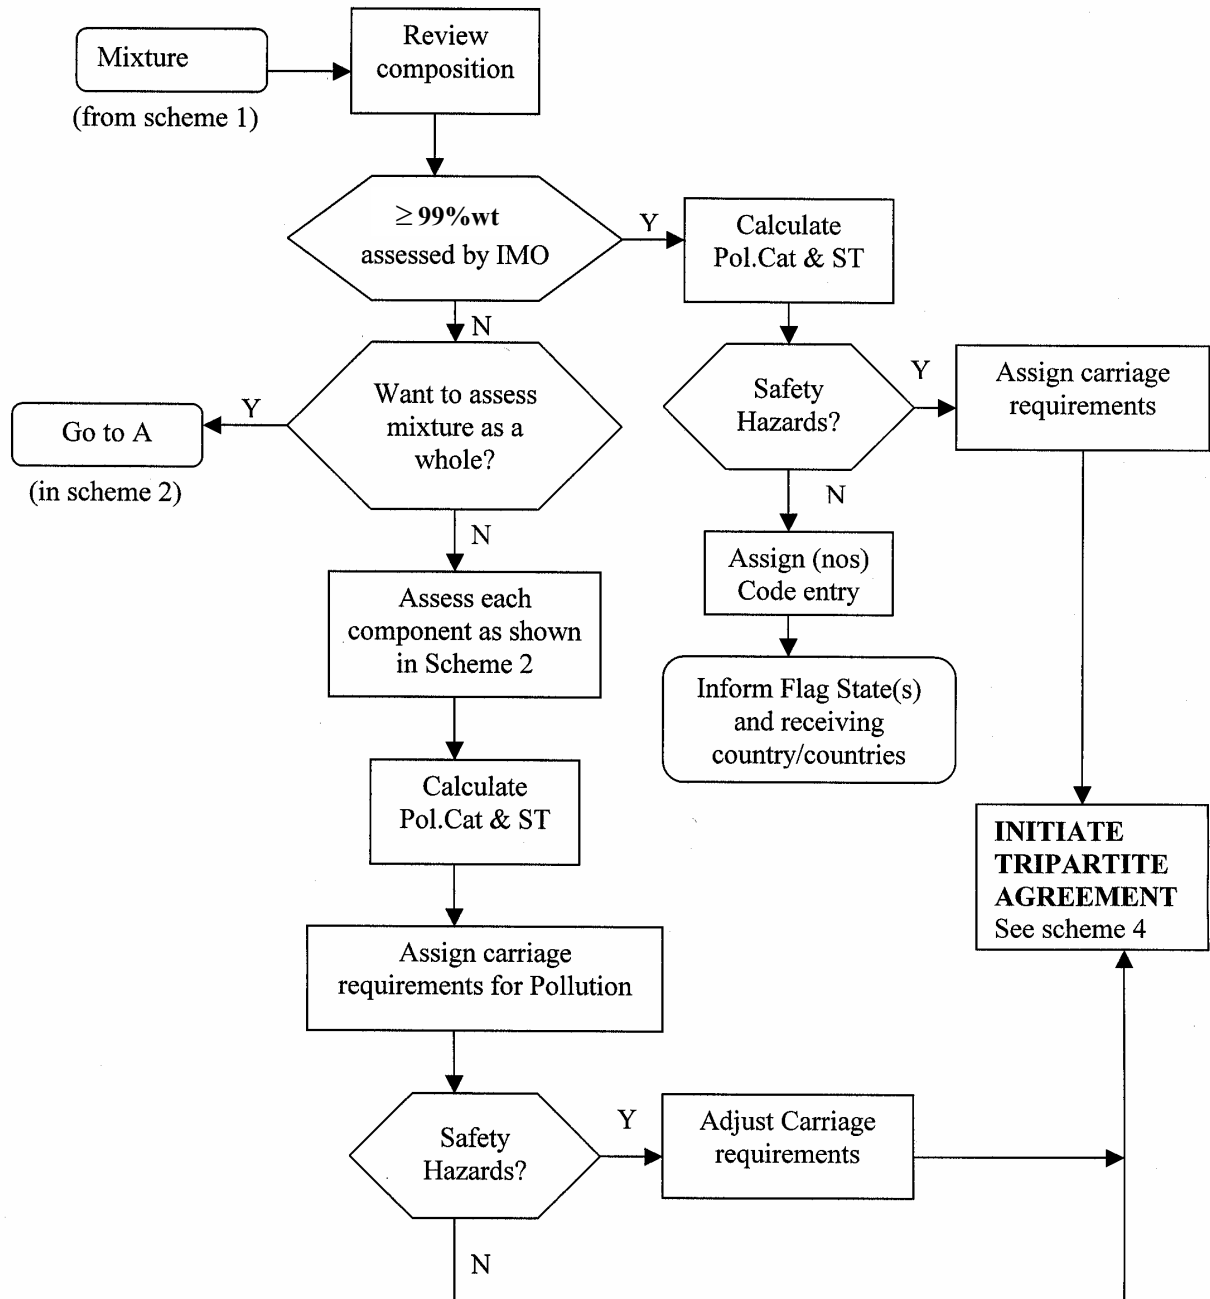 Mixture
(from scheme 1)
Review
composition
≥ 99%wt
assessed by IMO
Y
N
Calculate
Pol.Cat & ST
Safety
Hazards?
Y
Assign carriage
requirements
N
Want to assess
mixture as a
whole?
Y
Go to A
(in scheme 2)
N
Assign (nos)
Code entry
Assess each
component as shown
in Scheme 2
Inform Flag State(s)
and receiving
country/countries
Calculate
Pol.Cat & ST
INITIATE
TRIPARTITE
AGREEMENT
See scheme 4
Assign carriage
requirements for Pollution
Safety
Hazards?
Y
Adjust Carriage
requirements
N